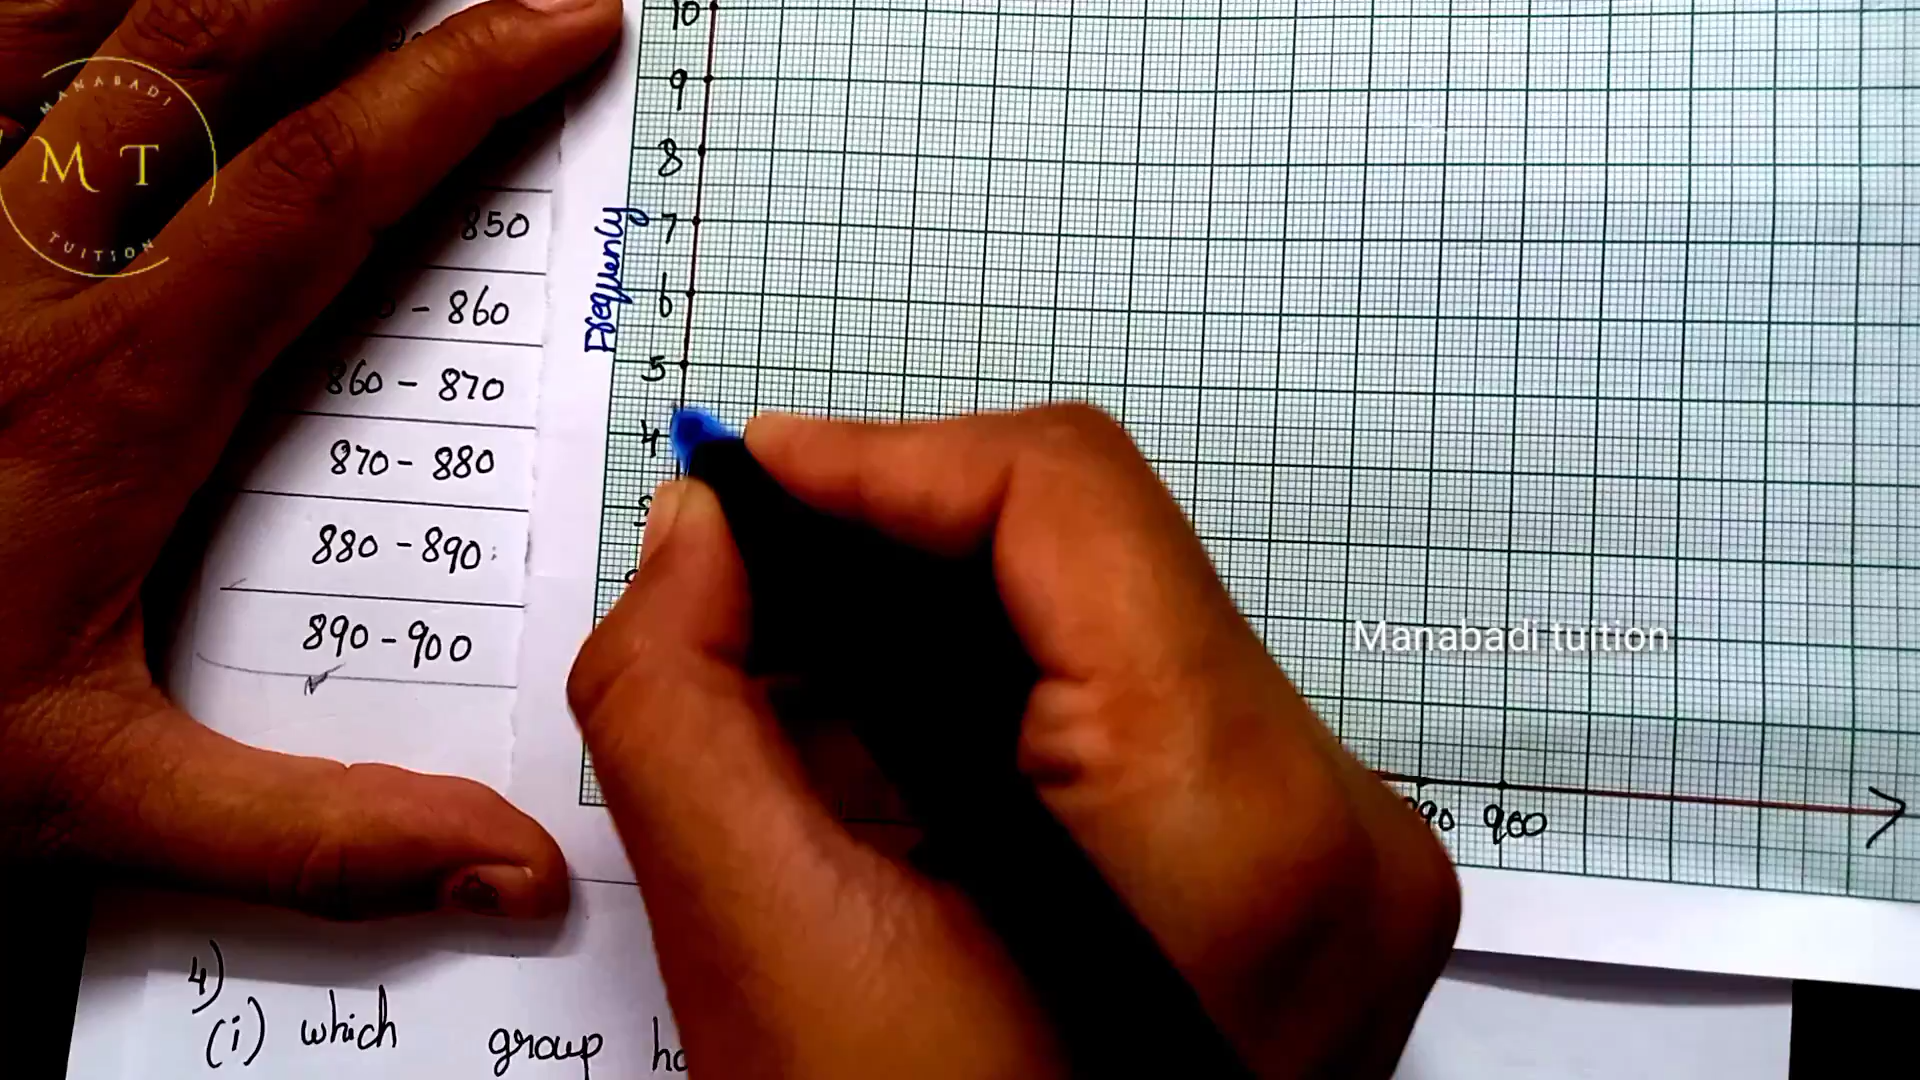 MANABADI
MT
TUITION
850
- 860
860 - 870
870 - 880
880 - 890
890 - 900
10
9
8
7
6
5
4
Frequency
900
Manabadi tuition
4)
(i) which group